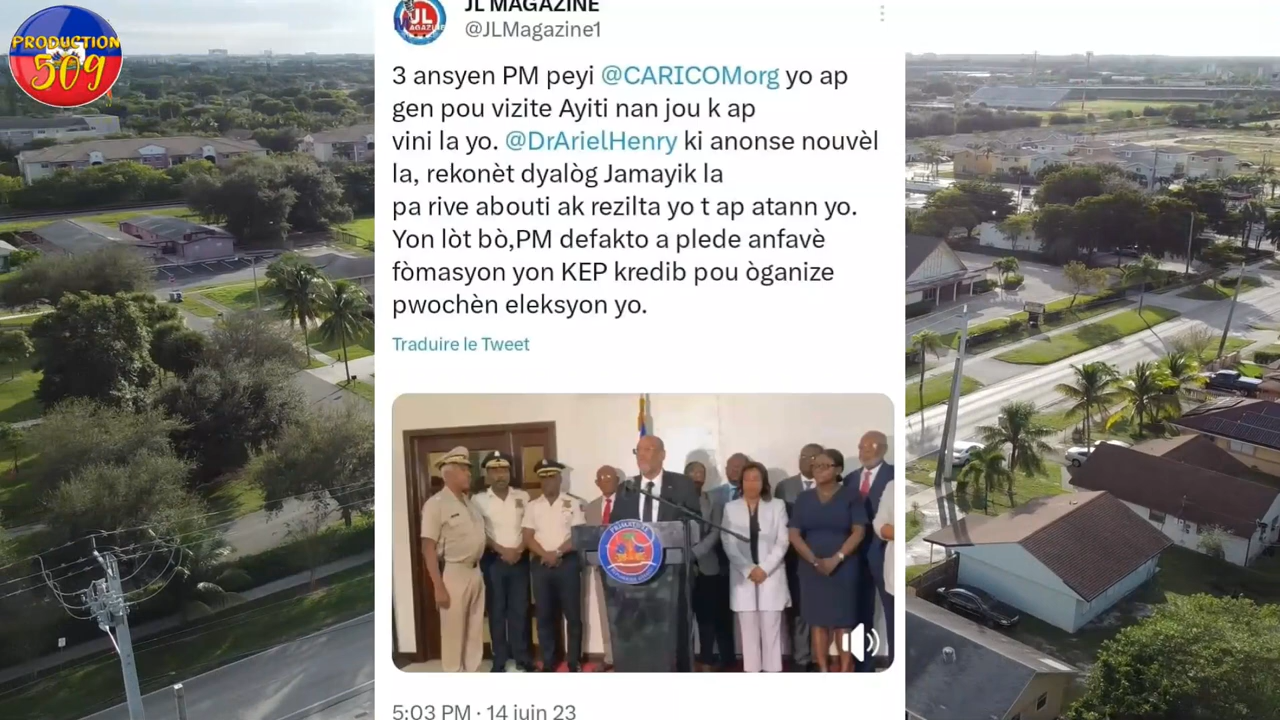 PRODUCTION
509
JL MAGAZINE
@JLMagazine1
JL
MAGAZINE
3 ansyen PM peyi @CARICOMorg yo ap
gen pou vizite Ayiti nan jou k ap
vini la yo. @DrArielHenry ki anonse nouvèl
la, rekonèt dyalòg Jamayik la
pa rive abouti ak rezilta yo t ap atann yo.
Yon lòt bò,PM defakto a plede anfavè
fòmasyon yon KEP kredib pou òganize
pwochèn eleksyon yo.
Traduire le Tweet
PRIMATURE
5:03 PM · 14 juin 23